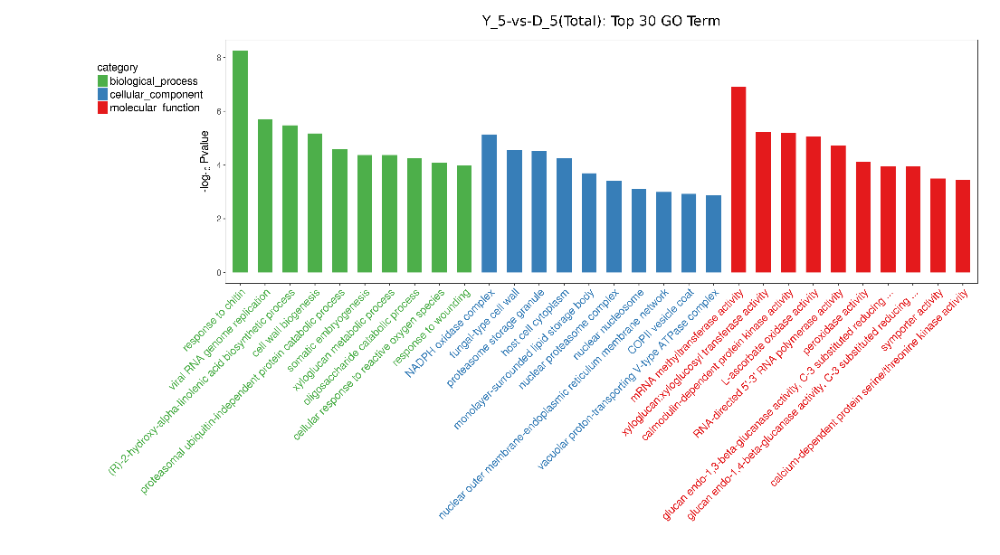 Y_5-vs-D_5(Total): Top 30 GO Term
category
biological_process
cellular_component
molecular_function
Pvalue
8
6
4
2
0
response to chitin
viral RNA genome replication
(R)-2-hydroxy-alpha-linolenic acid biosynthetic process
cell wall biogenesis
proteasomal ubiquitin-independent protein catabolic process
somatic embryogenesis
xyloglucan metabolic process
oligosaccharide catabolic process
cellular response to reactive oxygen species
response to wounding
NADPH oxidase complex
fungal-type cell wall
proteasome storage granule
host cell cytoplasm
monolayer-surrounded lipid storage body
nuclear proteasome complex
nuclear nucleosome
nuclear outer membrane-endoplasmic reticulum membrane network
COPII vesicle coat
vacuolar proton-transporting V-type ATPase complex
mRNA methyltransferase activity
xyloglucan:xyloglucosyl transferase activity
calmodulin-dependent protein kinase activity
L-ascorbate oxidase activity
RNA-directed 5'-3' RNA polymerase activity
peroxidase activity
glucan endo-1,3-beta-glucanase activity, C-3 substituted reducing ...
glucan endo-1,4-beta-glucanase activity, C-3 substituted reducing ...
symporter activity
calcium-dependent protein serine/threonine kinase activity